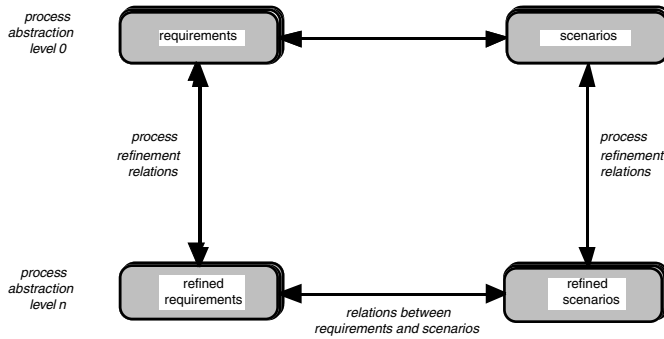 process
abstraction
level 0
requirements
scenarios
process
refinement
relations
process
refinement
relations
process
abstraction
level n
refined
requirements
refined
scenarios
relations between
requirements and scenarios